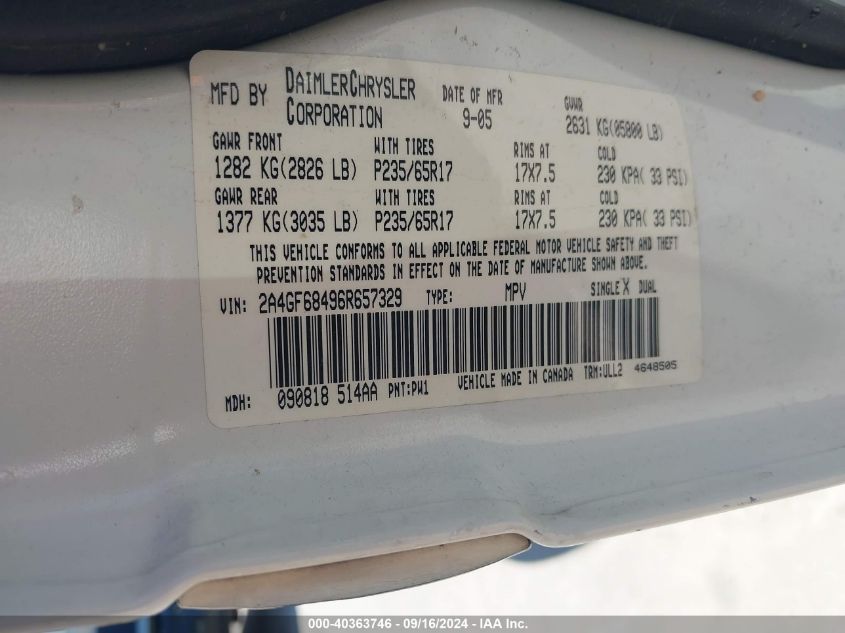 MFD BY DAIMLERCHRYSLER CORPORATION DATE OF MFR 9-05 GVWR 2631 KG(05800 LB)
GAWR FRONT WITH TIRES RIMS AT COLD
1282 KG(2826 LB) P235/65R17 17X7.5 230 KPA( 33 PSI)
GAWR REAR WITH TIRES RIMS AT COLD
1377 KG(3035 LB) P235/65R17 17X7.5 230 KPA( 33 PSI)
THIS VEHICLE CONFORMS TO ALL APPLICABLE FEDERAL MOTOR VEHICLE SAFETY AND THEFT
PREVENTION STANDARDS IN EFFECT ON THE DATE OF MANUFACTURE SHOWN ABOVE.
VIN: 2A4GF68496R657329 TYPE: MPV SINGLE X DUAL
MDH: 090818 514AA PNT:PW1 VEHICLE MADE IN CANADA TRM:ULL2 4648505
000-40363746 - 09/16/2024 - IAA Inc.